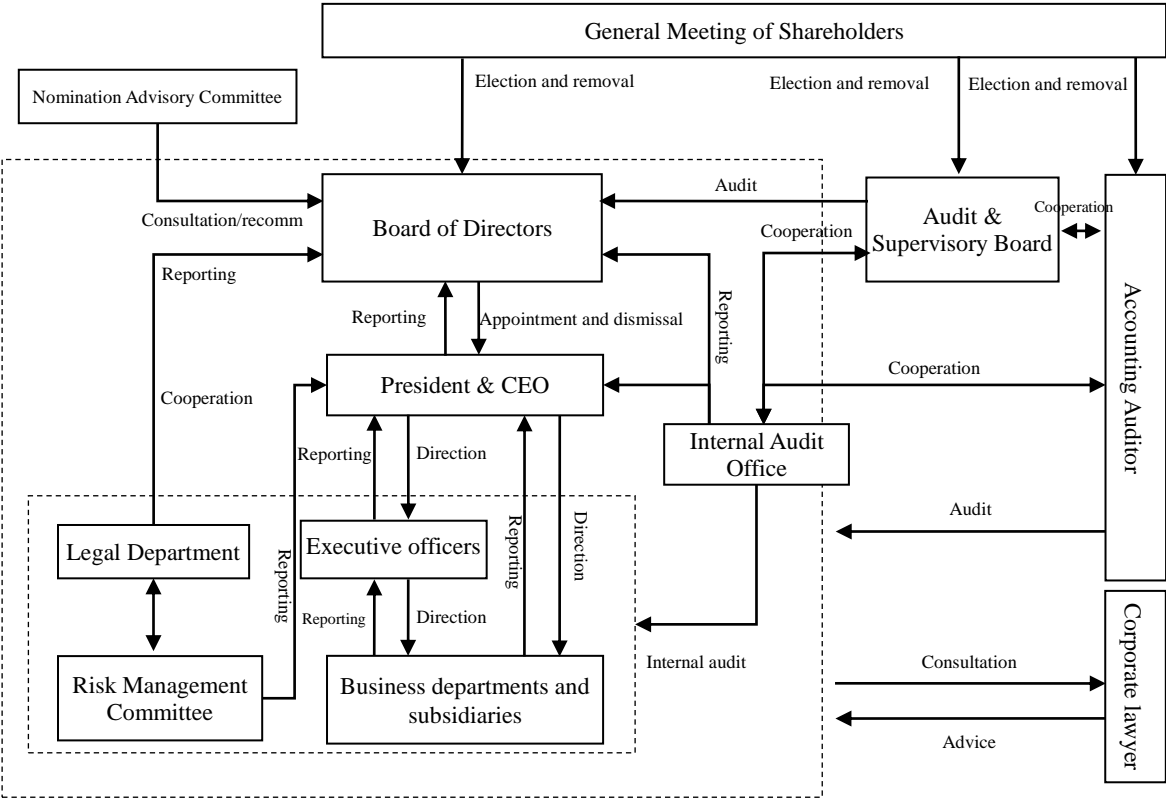 General Meeting of Shareholders
Nomination Advisory Committee
Election and removal
Election and removal
Election and removal
Consultation/recomm
Board of Directors
Audit
Audit &
Supervisory Board
Cooperation
Cooperation
Reporting
Reporting
Reporting
Appointment and dismissal
Accounting Auditor
President & CEO
Cooperation
Cooperation
Internal Audit
Office
Reporting
Direction
Legal Department
Reporting
Executive officers
Reporting
Direction
Audit
Reporting
Direction
Risk Management
Committee
Business departments and
subsidiaries
Internal audit
Consultation
Advice
Corporate lawyer